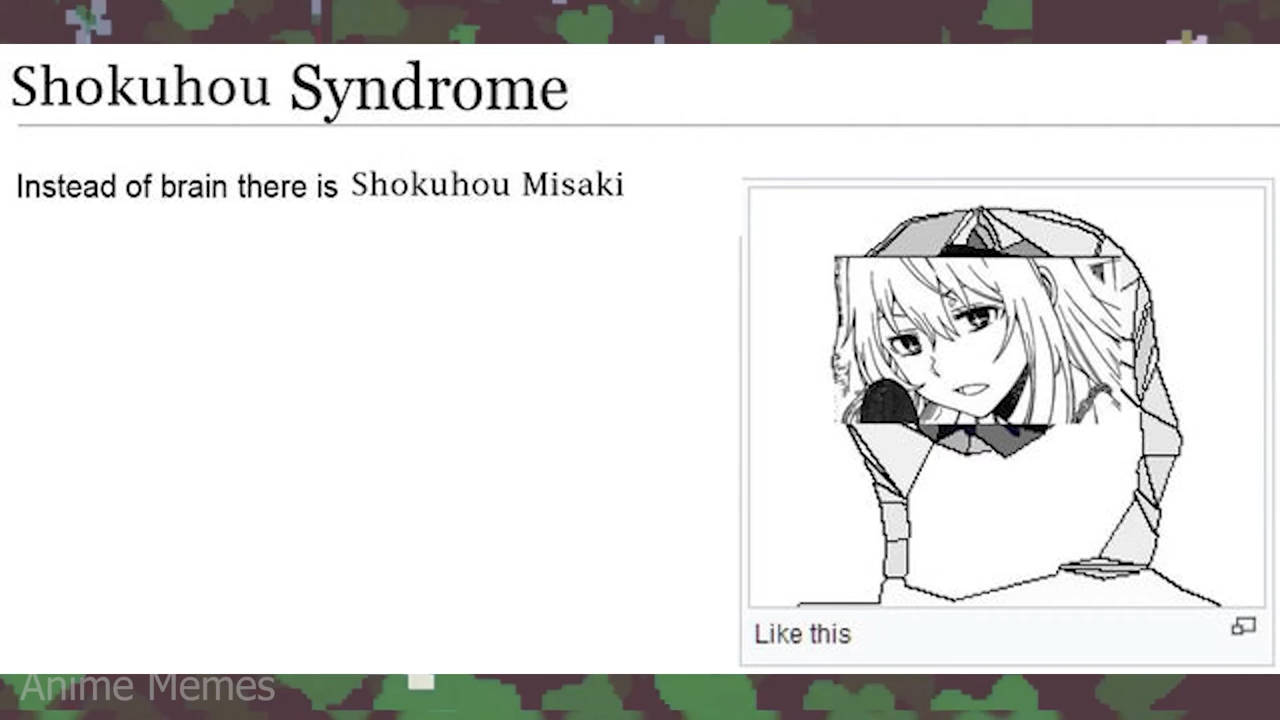 Shokuhou Syndrome
Instead of brain there is Shokuhou Misaki
Like this
Anime Memes